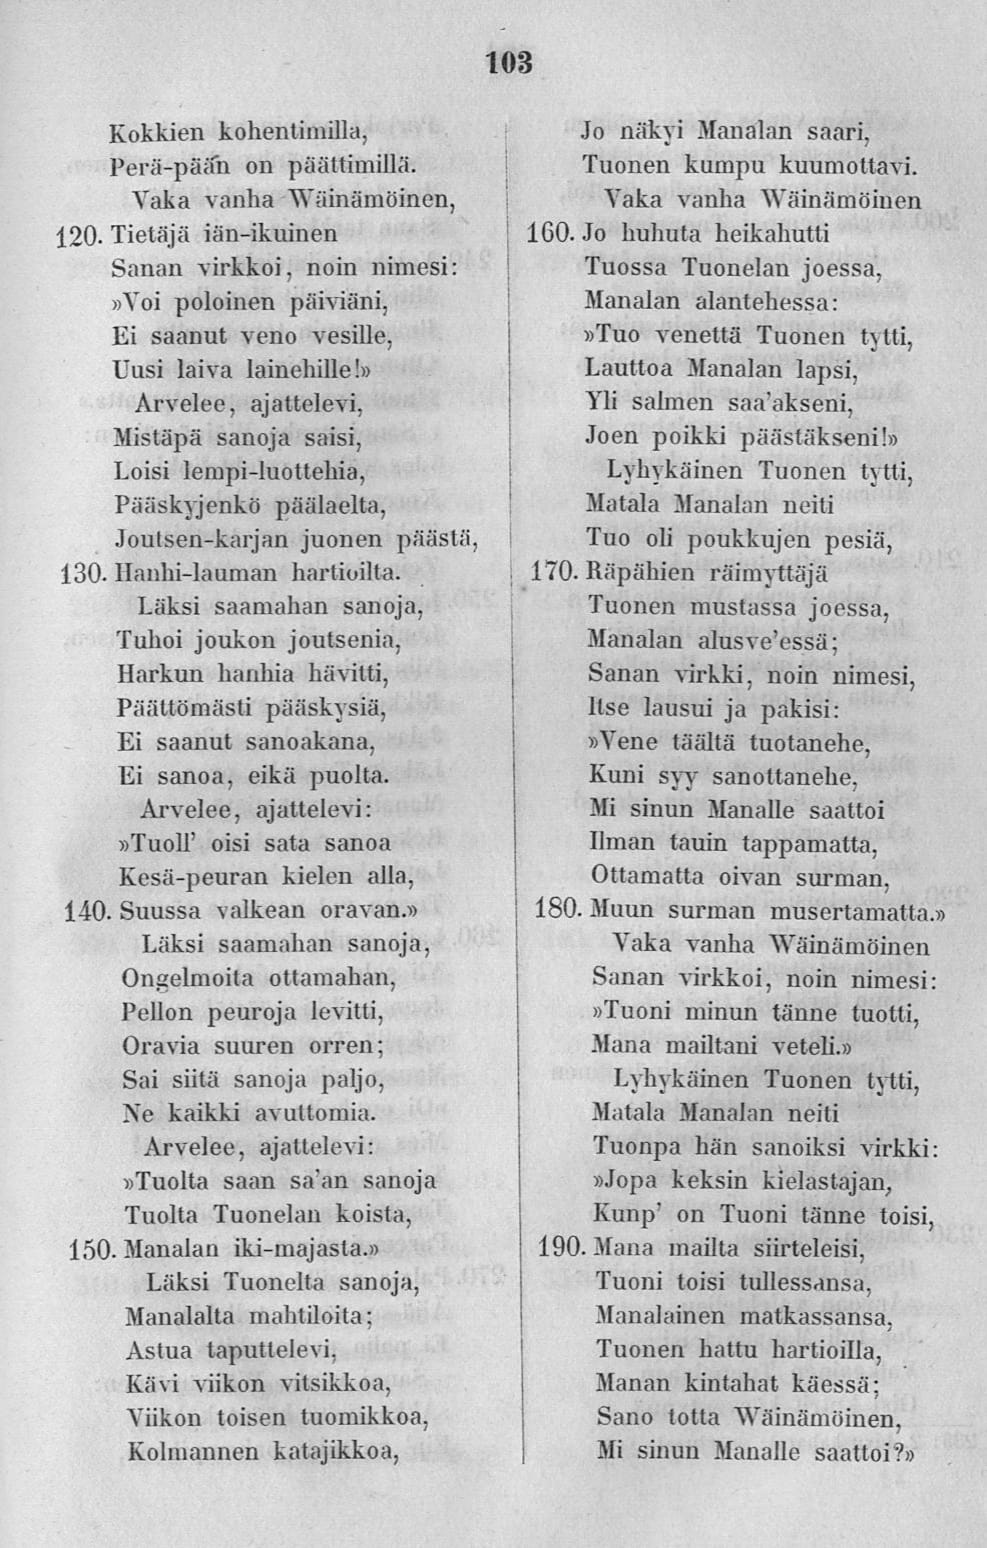 103
Kokkien kohentimilla,
Perä-pää'n on päättimillä.
Vaka vanha Wäinämöinen,
120. Tietäjä iän-ikuinen
Sanan virkkoi, noin nimesi:
»Voi poloinen päiviäni,
Ei saanut veno vesille,
Uusi laiva lainehille!»
Arvelee, ajattelevi,
Mistäpä sanoja saisi,
Loisi lempi-luottehia,
Pääskyjenkö päälaelta,
Joutsen-karjan juonen päästä,
130. Hanhi-lauman hartioilta.
Läksi saamahan sanoja,
Tuhoi joukon joutsenia,
Harkun hanhia hävitti,
Päättömästi pääskysiä,
Ei saanut sanoakana,
Ei sanoa, eikä puolta.
Arvelee, ajattelevi:
»Tuoll' oisi sata sanoa
Kesä-peuran kielen alla,
140. Suussa valkean oravan.»
Läksi saamahan sanoja,
Ongelmoita ottamahan,
Pellon peuroja levitti,
Oravia suuren orren;
Sai siitä sanoja paljo,
Ne kaikki avuttomia.
Arvelee, ajattelevi:
»Tuolta saan sa'an sanoja
Tuolta Tuonelan koista,
150. Manalan iki-majasta.»
Läksi Tuonelta sanoja,
Manalalta mahtiloita;
Astua taputtelevi,
Kävi viikon vitsikkoa,
Viikon toisen tuomikkoa,
Kolmannen katajikkoa,
Jo näkyi Manalan saari,
Tuonen kumpu kuumottavi.
Vaka vanha Wäinämöinen
160. Jo huhuta heikahutti
Tuossa Tuonelan joessa,
Manalan alantehessa:
»Tuo venettä Tuonen tytti,
Lauttoa Manalan lapsi,
Yli salmen saa'akseni,
Joen poikki päästäkseni!»
Lyhykäinen Tuonen tytti,
Matala Manalan neiti
Tuo oli poukkujen pesiä,
170. Räpähien räimyttäjä
Tuonen mustassa joessa,
Manalan alusve'essä;
Sanan virkki, noin nimesi,
Itse lausui ja pakisi:
»Vene täältä tuotanehe,
Kuni syy sanottanehe,
Mi sinun Manalle saattoi
Ilman tauin tappamatta,
Ottamatta oivan surman,
180. Muun surman musertamatta.»
Vaka vanha Wäinämöinen
Sanan virkkoi, noin nimesi:
»Tuoni minun tänne tuotti,
Mana mailtani veteli.»
Lyhykäinen Tuonen tytti,
Matala Manalan neiti
Tuonpa hän sanoiksi virkki:
»Jopa keksin kielastajan,
Kunp' on Tuoni tänne toisi,
190. Mana mailta siirteleisi,
Tuoni toisi tullessansa,
Manalainen matkassansa,
Tuonen hattu hartioilla,
Manan kintahat käessä;
Sano totta Wäinämöinen,
Mi sinun Manalle saattoi?»